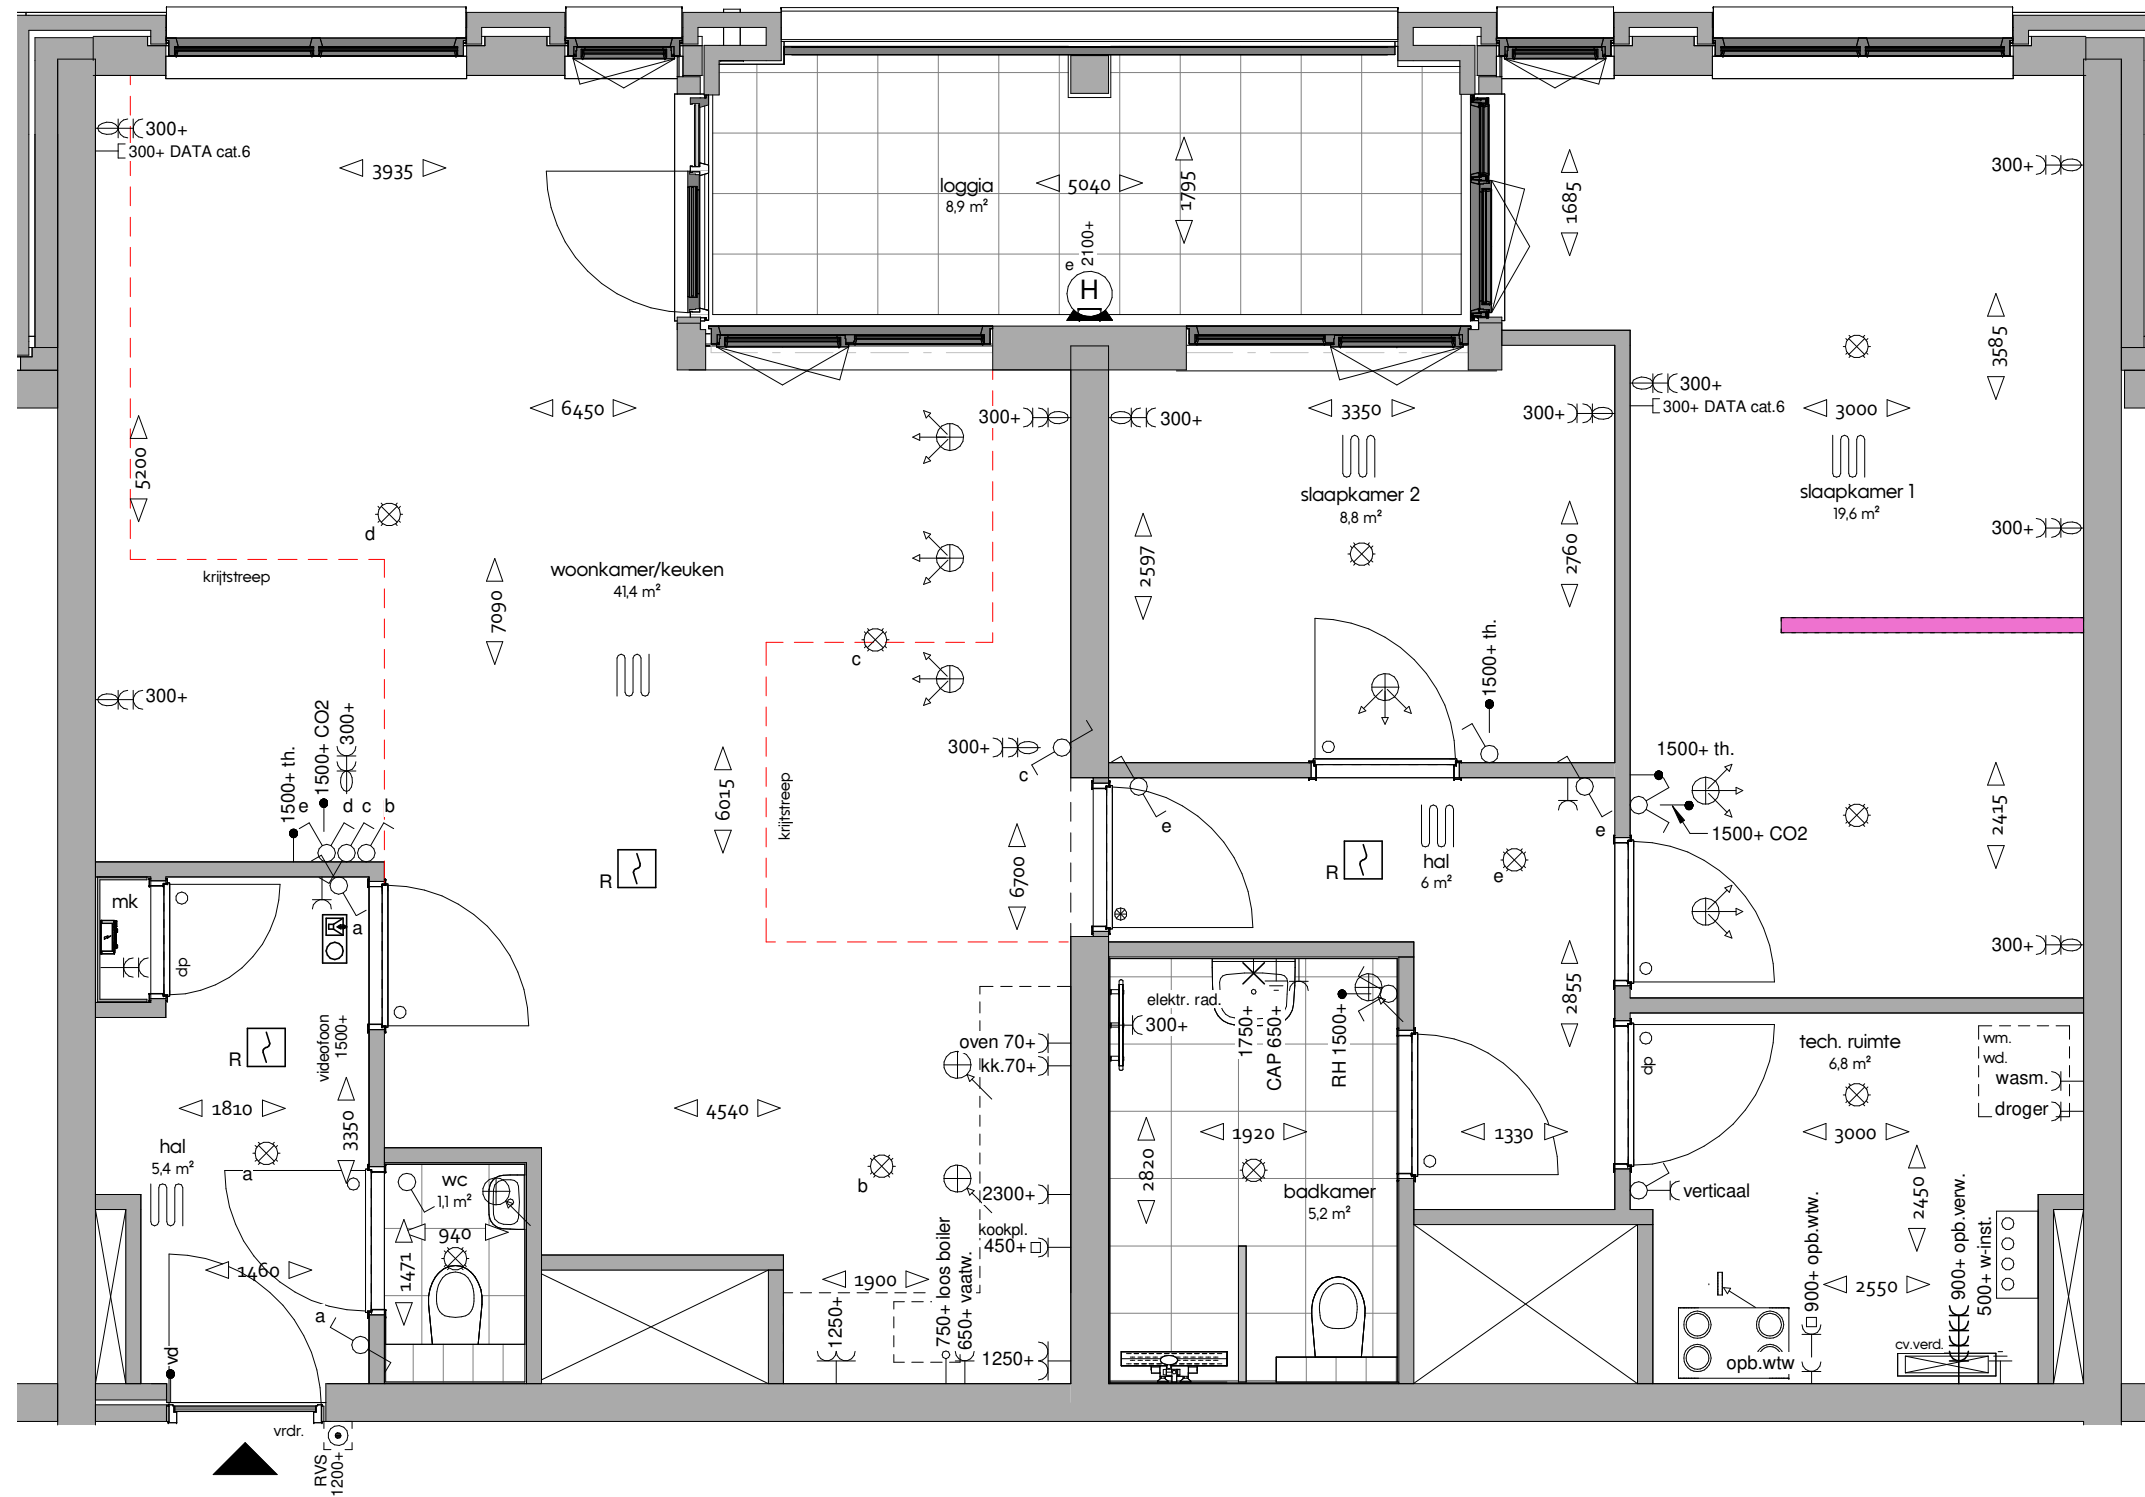 300+
300+ DATA cat.6
3935
loggia
8,9 m²
5040
1795
e
2100+
H
1685
300+
3585
6450
300+
300+
3350
300+
300+
300+ DATA cat.6
3000
5200
d
krijtstreep
woonkamer/keuken
41,4 m²
7090
c
slaapkamer 2
8,8 m²
2597
2760
slaapkamer 1
19,6 m²
300+
300+
1500+ th.
1500+ CO2
300+
e
d
c
b
6015
krijtstreep
300+
c
6700
1500+ th.
e
e
1500+ th.
1500+ CO2
2415
R
R
hal
6 m²
e
300+
mk
dp
a
videofoon
1500+
R
3350
1810
hal
5,4 m²
a
1460
a
vd
vrdr.
RVS
1200+
wc
1,1 m²
940
1471
4540
b
oven 70+
kk.70+
2300+
kookpl.
450+
1900
1250+
750+ loos boiler
650+ vaatw.
1250+
elektr. rad.
300+
1750+
CAP 650+
RH 1500+
1920
2820
badkamer
5,2 m²
2855
1330
dp
tech. ruimte
6,8 m²
wm.
wd.
wasm.
droger
3000
verticaal
2450
2550
900+ opb.wtw.
opb.wtw
900+ opb.verw.
500+ w-inst.
cv.verd.